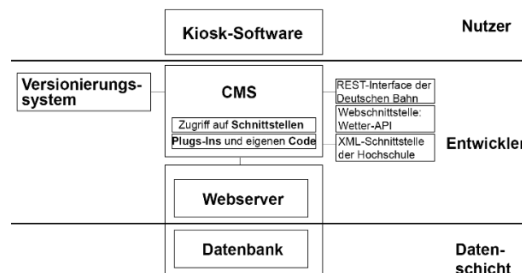 Kiosk-Software
Nutzer
Versionierungs-
system
CMS
Zugriff auf Schnittstellen
Plugs-Ins und eigenen Code
REST-Interface der
Deutschen Bahn
Webschnittstelle:
Wetter-API
XML-Schnittstelle
der Hochschule
Entwickler
Webserver
Datenbank
Daten-
schicht